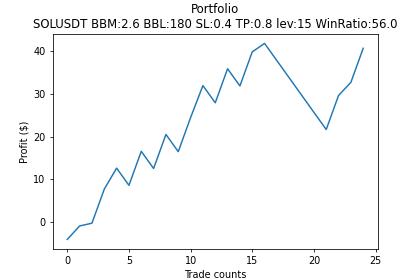 Portfolio
SOLUSDT BBM:2.6 BBL:180 SL:0.4 TP:0.8 lev:15 WinRatio:56.0
40
30
20
10
0
Profit ($)
0 5 10 15 20 25
Trade counts